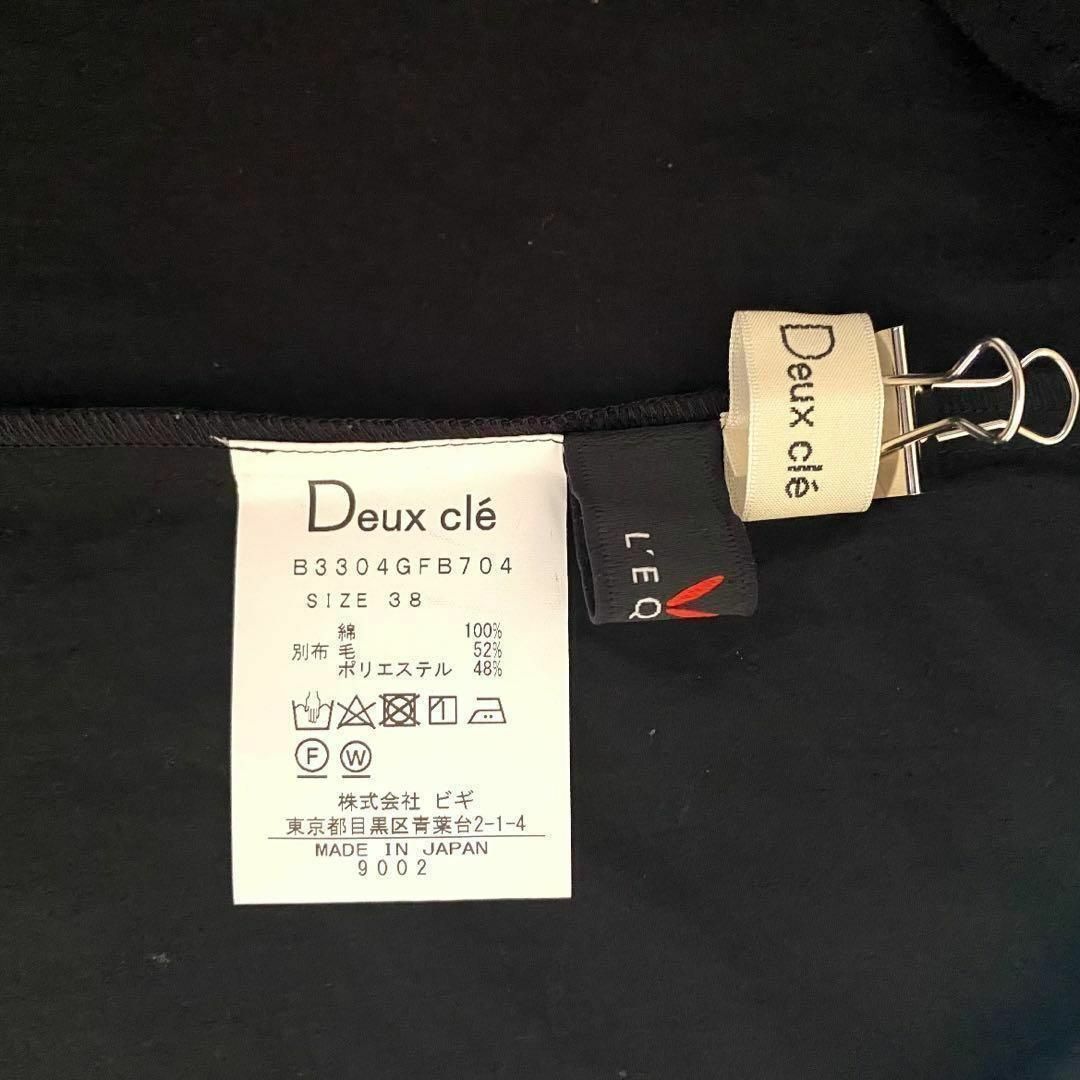 Deux clé
B3304GFB704
SIZE 38
綿 100%
別布 毛 52%
ポリエステル 48%
F W
株式会社 ビギ
東京都目黒区青葉台2-1-4
MADE IN JAPAN
9002
L'EQ
Deux clé